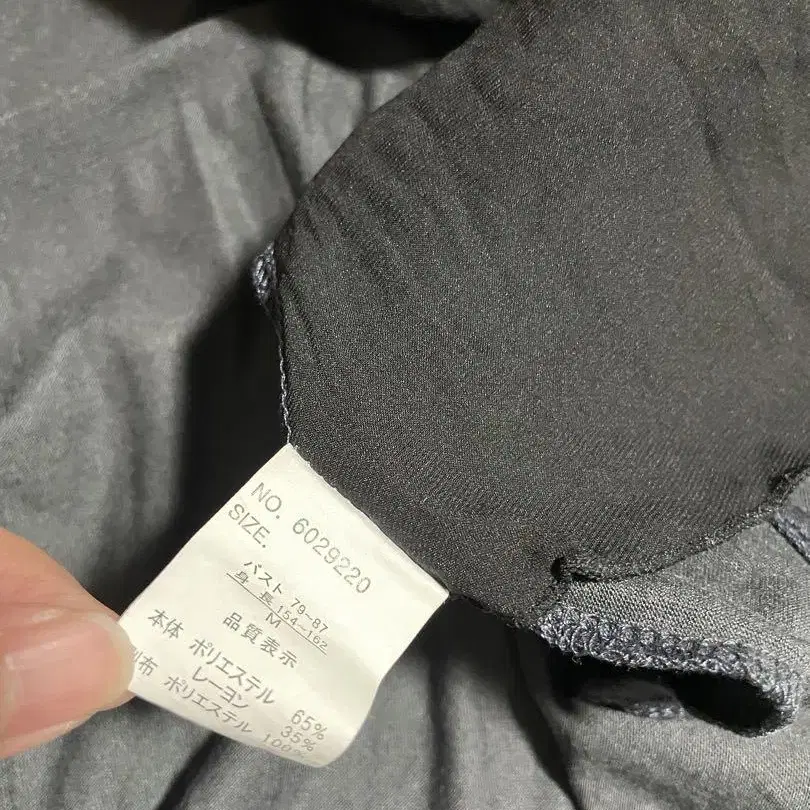 NO. 6029220
SIZE.
バスト 79~87
身 長 154~162
M
品質表示
本体 ポリエステル 65%
レーヨン 35%
布 ポリエステル 100%